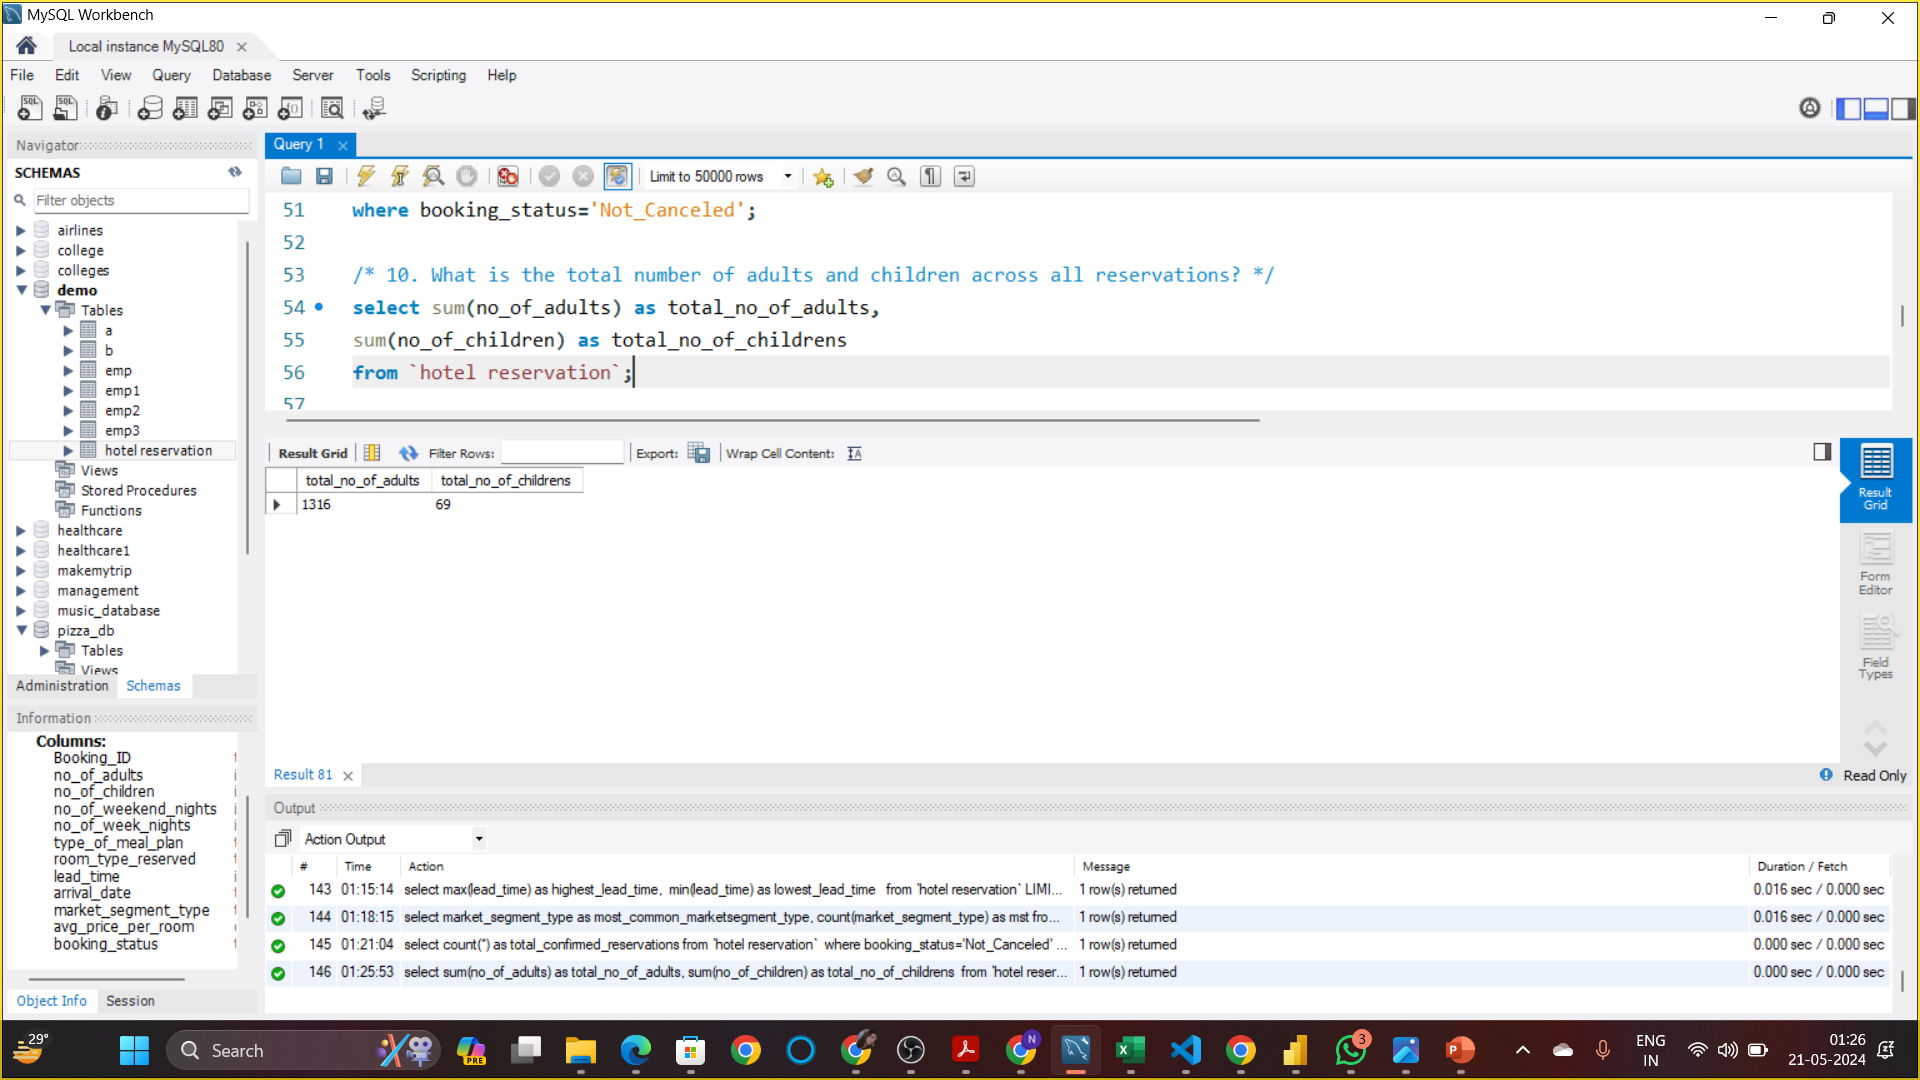 MySQL Workbench
Local instance MySQL80
File Edit View Query Database Server Tools Scripting Help
Navigator
SCHEMAS
Filter objects
airlines
college
colleges
demo
Tables
a
b
emp
emp1
emp2
emp3
hotel reservation
Views
Stored Procedures
Functions
healthcare
healthcare1
makemytrip
management
music_database
pizza_db
Tables
Views
Administration Schemas
Information
Columns:
Booking_ID
no_of_adults
no_of_children
no_of_weekend_nights
no_of_week_nights
type_of_meal_plan
room_type_reserved
lead_time
arrival_date
market_segment_type
avg_price_per_room
booking_status
Object Info Session
Query 1
Limit to 50000 rows
51 where booking_status='Not_Canceled';
52
53 /* 10. What is the total number of adults and children across all reservations? */
54 select sum(no_of_adults) as total_no_of_adults,
55 sum(no_of_children) as total_no_of_childrens
56 from `hotel reservation`;
57
Result Grid Filter Rows: Export: Wrap Cell Content:
total_no_of_adults total_no_of_childrens
1316 69
Result Grid
Form Editor
Field Types
Result 81
Read Only
Output
Action Output
# Time Action Message Duration / Fetch
143 01:15:14 select max(lead_time) as highest_lead_time, min(lead_time) as lowest_lead_time from `hotel reservation` LIMI... 1 row(s) returned 0.016 sec / 0.000 sec
144 01:18:15 select market_segment_type as most_common_marketsegment_type, count(market_segment_type) as mst fro... 1 row(s) returned 0.016 sec / 0.000 sec
145 01:21:04 select count(*) as total_confirmed_reservations from `hotel reservation` where booking_status='Not_Canceled' ... 1 row(s) returned 0.000 sec / 0.000 sec
146 01:25:53 select sum(no_of_adults) as total_no_of_adults, sum(no_of_children) as total_no_of_childrens from `hotel reser... 1 row(s) returned 0.000 sec / 0.000 sec
29°
Search
PRE
N
3
ENG
IN
01:26
21-05-2024